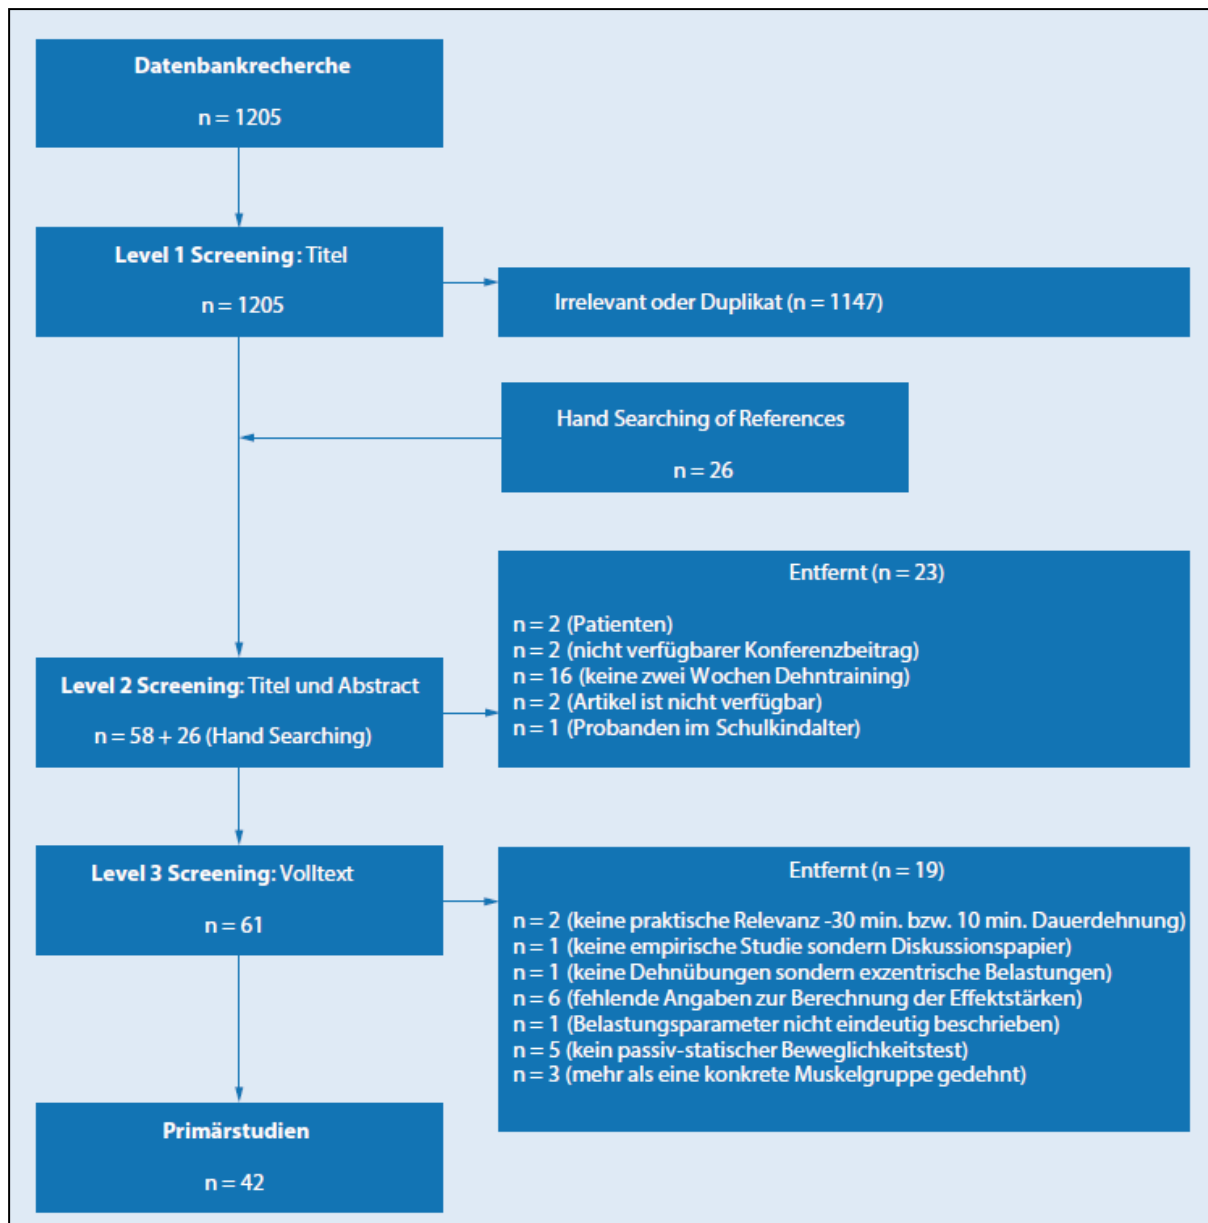 Datenbankrecherche
n = 1205
Level 1 Screening: Titel
n = 1205
Irrelevant oder Duplikat (n = 1147)
Hand Searching of References
n = 26
Entfernt (n = 23)
n = 2 (Patienten)
n = 2 (nicht verfügbarer Konferenzbeitrag)
n = 16 (keine zwei Wochen Dehntraining)
n = 2 (Artikel ist nicht verfügbar)
n = 1 (Probanden im Schulkindalter)
Level 2 Screening: Titel und Abstract
n = 58 + 26 (Hand Searching)
Level 3 Screening: Volltext
n = 61
Entfernt (n = 19)
n = 2 (keine praktische Relevanz -30 min. bzw. 10 min. Dauerdehnung)
n = 1 (keine empirische Studie sondern Diskussionspapier)
n = 1 (keine Dehnübungen sondern exzentrische Belastungen)
n = 6 (fehlende Angaben zur Berechnung der Effektstärken)
n = 1 (Belastungsparameter nicht eindeutig beschrieben)
n = 5 (kein passiv-statischer Beweglichkeitstest)
n = 3 (mehr als eine konkrete Muskelgruppe gedehnt)
Primärstudien
n = 42